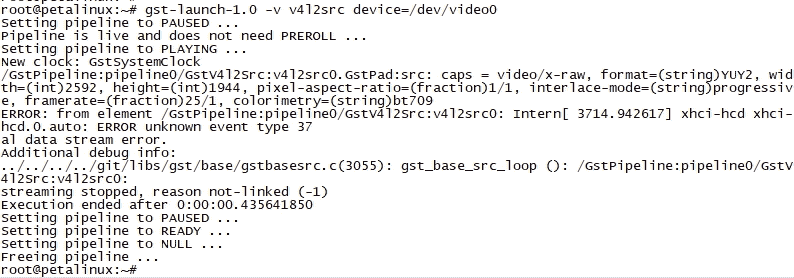 root@petalinux:~# gst-launch-1.0 -v v4l2src device=/dev/video0
Setting pipeline to PAUSED ...
Pipeline is live and does not need PREROLL ...
Setting pipeline to PLAYING ...
New clock: GstSystemClock
/GstPipeline:pipeline0/GstV4l2Src:v4l2src0.GstPad:src: caps = video/x-raw, format=(string)YUY2, wid
th=(int)2592, height=(int)1944, pixel-aspect-ratio=(fraction)1/1, interlace-mode=(string)progressiv
e, framerate=(fraction)25/1, colorimetry=(string)bt709
ERROR: from element /GstPipeline:pipeline0/GstV4l2Src:v4l2src0: Intern[ 3714.942617] xhci-hcd xhci-
hcd.0.auto: ERROR unknown event type 37
al data stream error.
Additional debug info:
../../../../git/libs/gst/base/gstbasesrc.c(3055): gst_base_src_loop (): /GstPipeline:pipeline0/GstV
4l2Src:v4l2src0:
streaming stopped, reason not-linked (-1)
Execution ended after 0:00:00.435641850
Setting pipeline to PAUSED ...
Setting pipeline to READY ...
Setting pipeline to NULL ...
Freeing pipeline ...
root@petalinux:~#